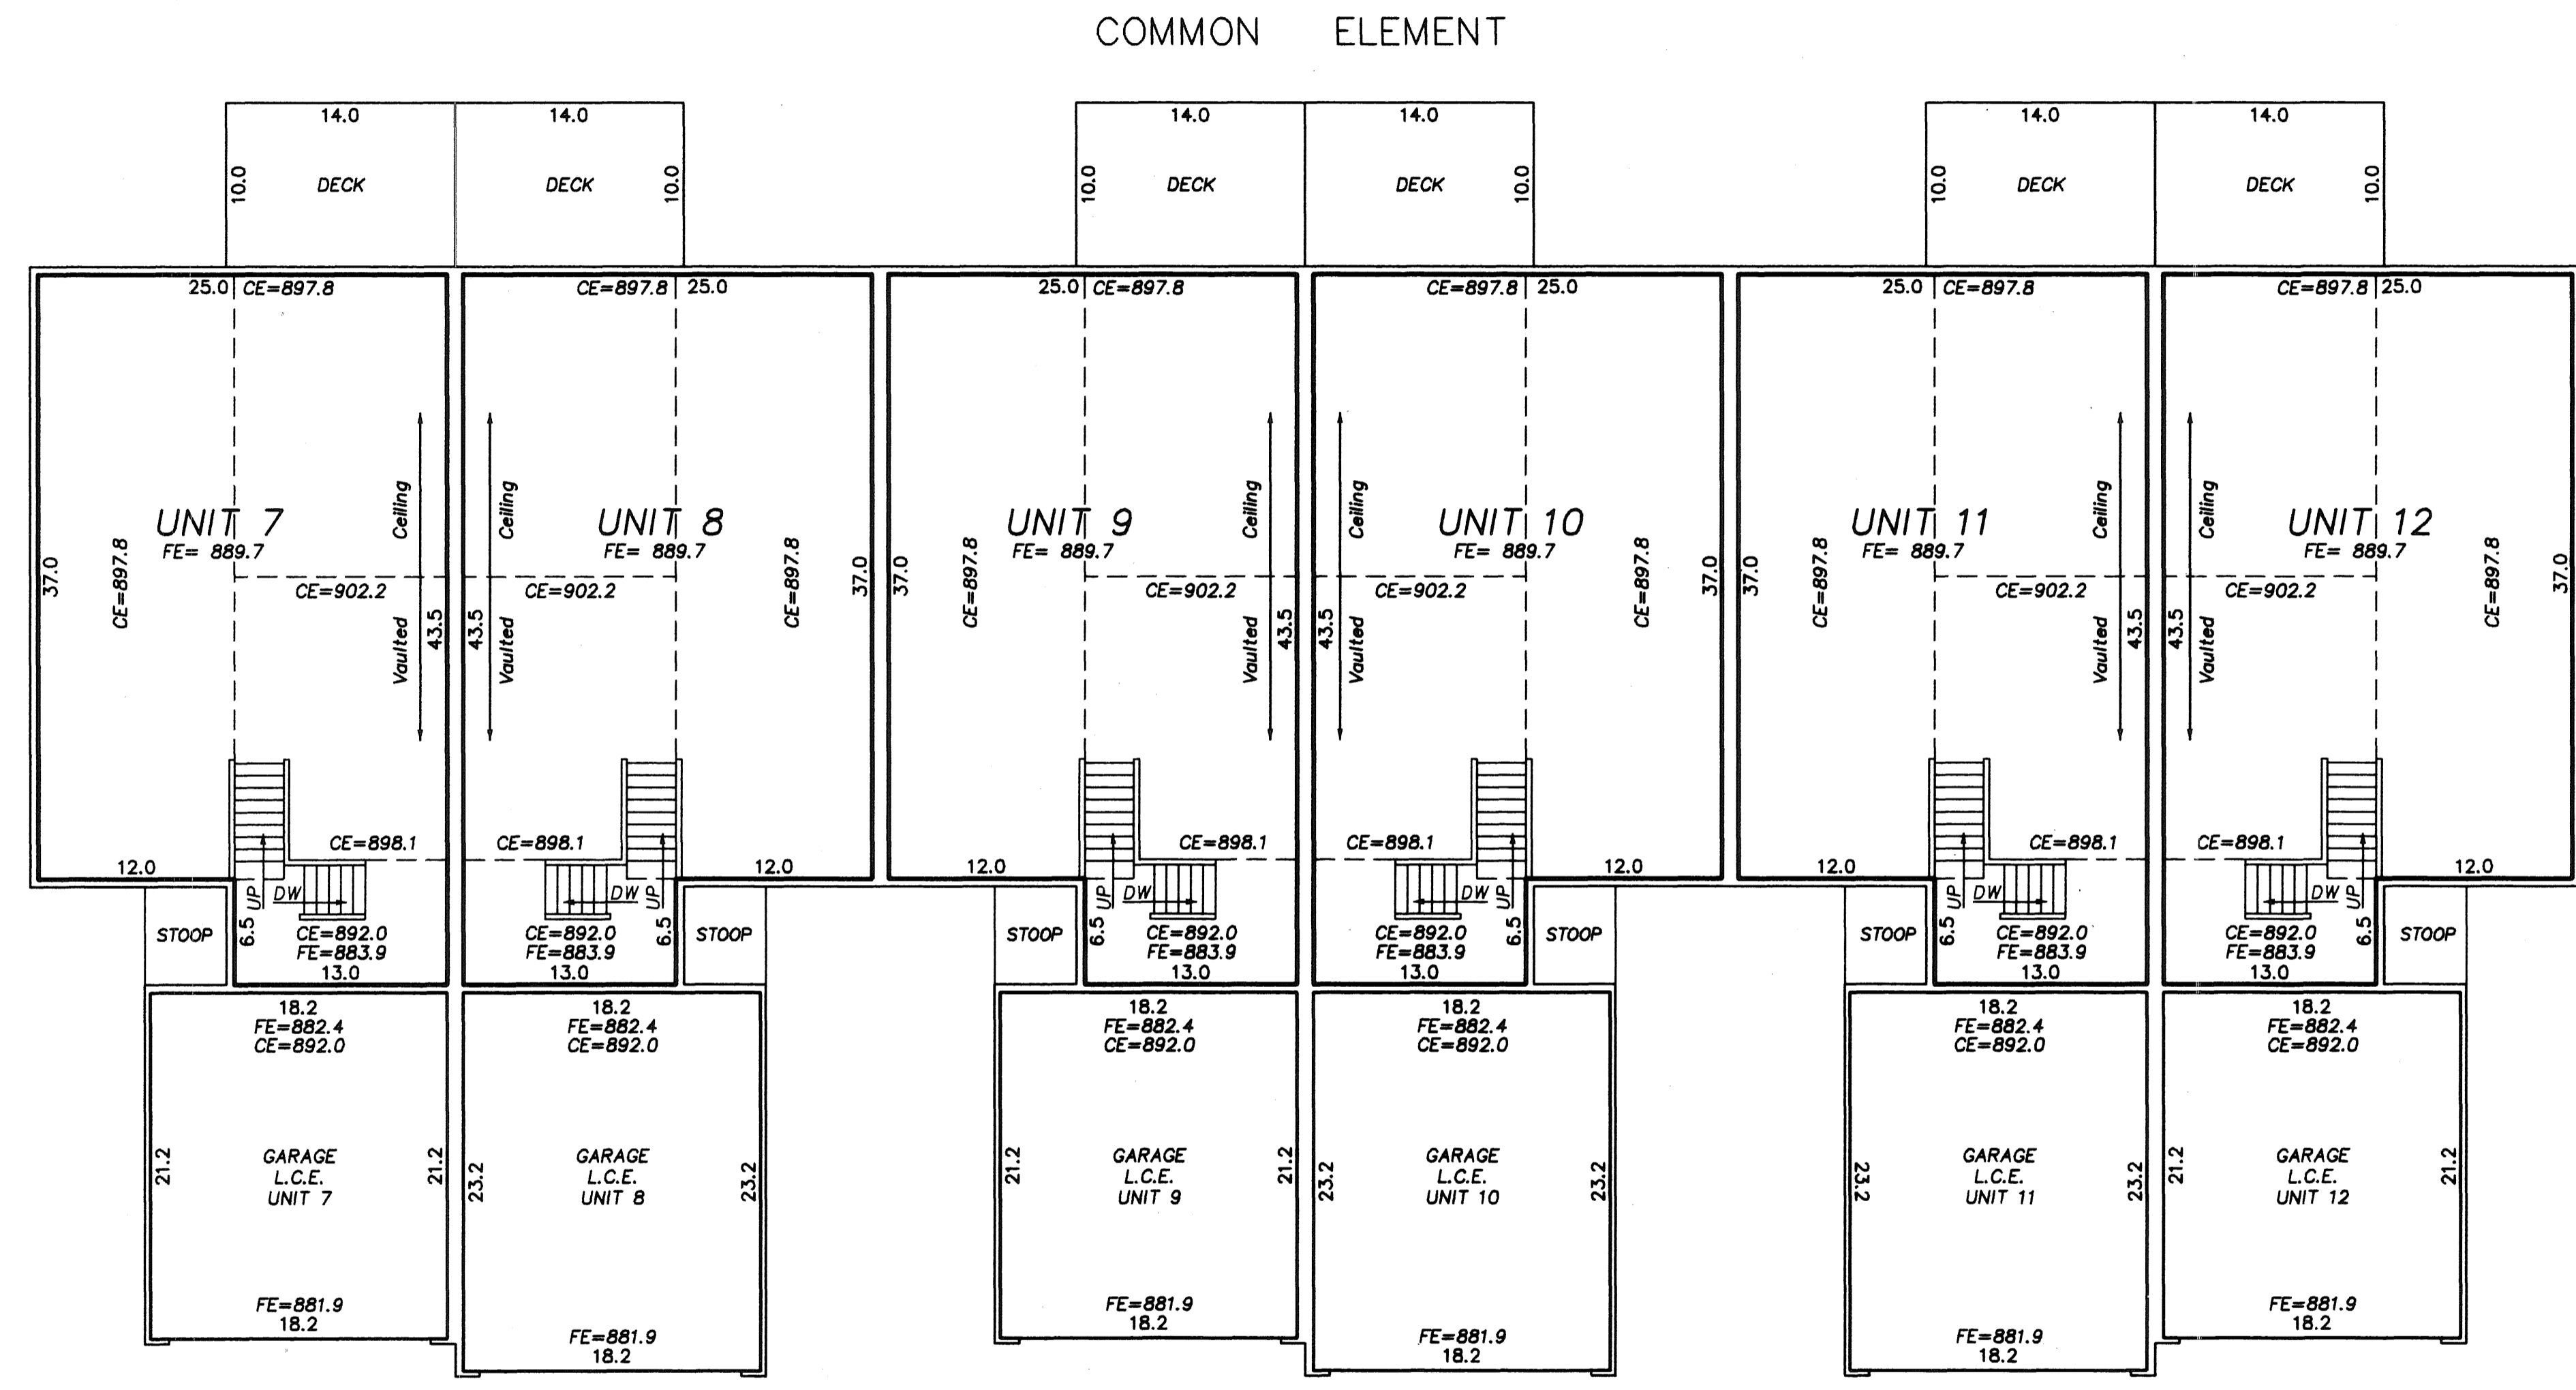 COMMON ELEMENT
14.0 14.0 14.0 14.0 14.0 14.0
10.0 DECK DECK 10.0 10.0 DECK DECK 10.0 10.0 DECK DECK 10.0
25.0 CE=897.8 CE=897.8 25.0 25.0 CE=897.8 CE=897.8 25.0 25.0 CE=897.8 CE=897.8 25.0
UNIT 7 Ceiling Ceiling UNIT 8 UNIT 9 Ceiling Ceiling UNIT 10 UNIT 11 Ceiling Ceiling UNIT 12
FE= 889.7 FE= 889.7 FE= 889.7 FE= 889.7 FE= 889.7 FE= 889.7
37.0 CE=897.8 CE=897.8 37.0 37.0 CE=897.8 CE=897.8 37.0 37.0 CE=897.8 CE=897.8 37.0
CE=902.2 CE=902.2 CE=902.2 CE=902.2 CE=902.2 CE=902.2
Vaulted 43.5 43.5 Vaulted Vaulted 43.5 43.5 Vaulted Vaulted 43.5 43.5 Vaulted
CE=898.1 CE=898.1 CE=898.1 CE=898.1 CE=898.1 CE=898.1
12.0 12.0 12.0 12.0 12.0 12.0
UP DW DW UP UP DW DW UP UP DW DW UP
STOOP 6.5 CE=892.0 CE=892.0 6.5 STOOP STOOP 6.5 CE=892.0 CE=892.0 6.5 STOOP STOOP 6.5 CE=892.0 CE=892.0 6.5 STOOP
FE=883.9 FE=883.9 FE=883.9 FE=883.9 FE=883.9 FE=883.9
13.0 13.0 13.0 13.0 13.0 13.0
18.2 18.2 18.2 18.2 18.2 18.2
FE=882.4 FE=882.4 FE=882.4 FE=882.4 FE=882.4 FE=882.4
CE=892.0 CE=892.0 CE=892.0 CE=892.0 CE=892.0 CE=892.0
GARAGE GARAGE GARAGE GARAGE GARAGE GARAGE
21.2 L.C.E. 21.2 23.2 L.C.E. 23.2 21.2 L.C.E. 21.2 23.2 L.C.E. 23.2 23.2 L.C.E. 23.2 21.2 L.C.E. 21.2
UNIT 7 UNIT 8 UNIT 9 UNIT 10 UNIT 11 UNIT 12
FE=881.9 FE=881.9 FE=881.9
18.2 18.2 18.2
FE=881.9 FE=881.9 FE=881.9
18.2 18.2 18.2